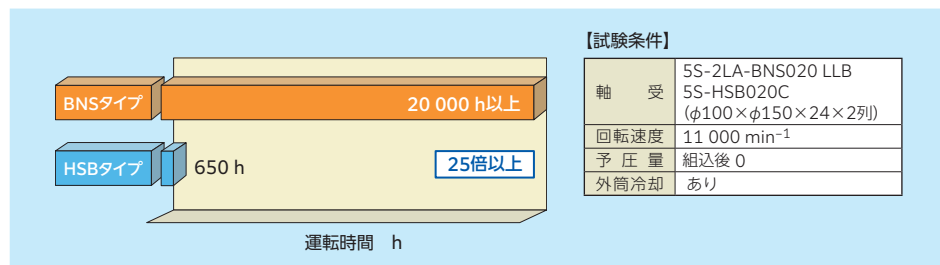 BNSタイプ
20 000 h以上
HSBタイプ
650 h
25倍以上
運転時間 h
【試験条件】
軸 受
5S-2LA-BNS020 LLB
5S-HSB020C
(φ100×φ150×24×2列)
回転速度 11 000 min⁻¹
予圧量 組込後 0
外筒冷却 あり